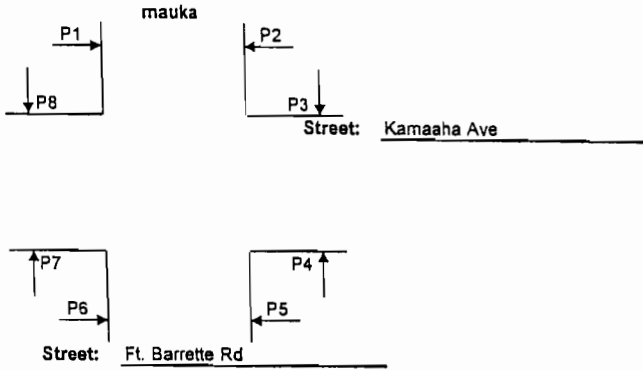 mauka
P1 P2
P8 P3
Street: Kamaaha Ave
P7 P4
P6 P5
Street: Ft. Barrette Rd